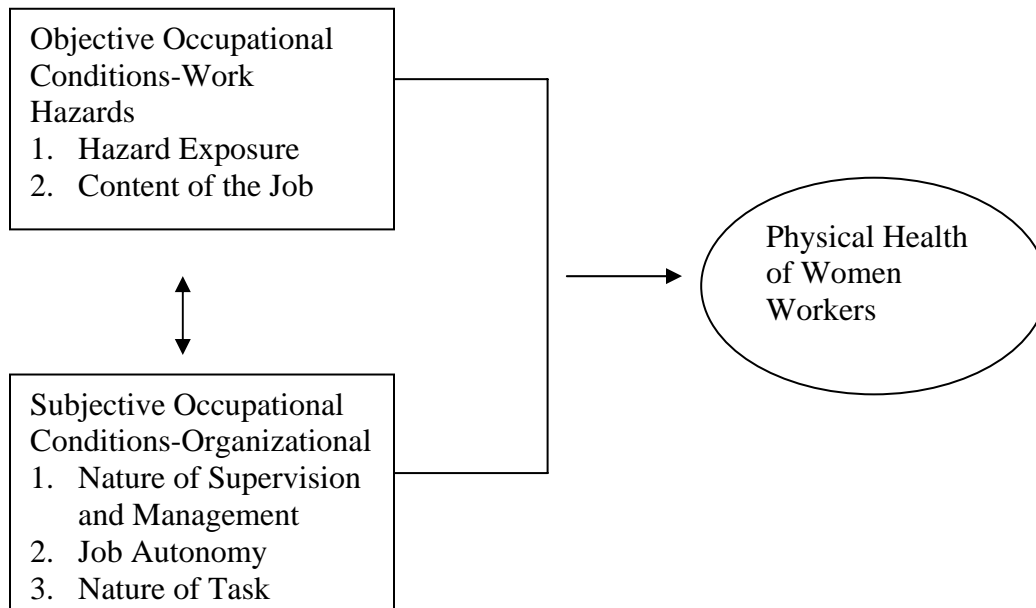 Objective Occupational
Conditions-Work
Hazards
1. Hazard Exposure
2. Content of the Job
Physical Health
of Women
Workers
Subjective Occupational
Conditions-Organizational
1. Nature of Supervision
and Management
2. Job Autonomy
3. Nature of Task